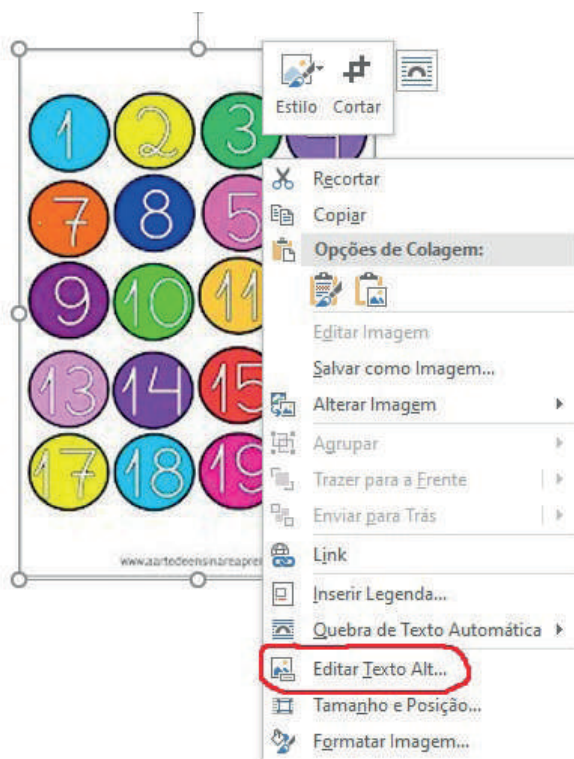 Estilo Cortar
1 2 3
7 8 5
9 10 11
13 14 15
17 18 19
www.aartedeensinareapre
Recortar
Copiar
Opções de Colagem:
Editar Imagem
Salvar como Imagem...
Alterar Imagem
Agrupar
Trazer para a Frente
Enviar para Trás
Link
Inserir Legenda...
Quebra de Texto Automática
Editar Texto Alt...
Tamanho e Posição...
Formatar Imagem...